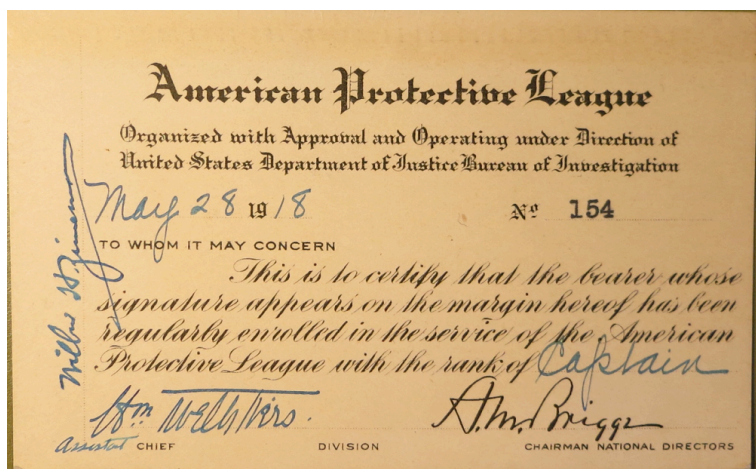 American Protective League
Organized with Approval and Operating under Direction of
United States Department of Justice Bureau of Investigation
May 28 1918 Nº 154
TO WHOM IT MAY CONCERN
This is to certify that the bearer whose
signature appears on the margin hereof has been
regularly enrolled in the service of the American
Protective League with the rank of Captain
Wilbur H.
Wm
A. M. Briggs
CHIEF DIVISION CHAIRMAN NATIONAL DIRECTORS